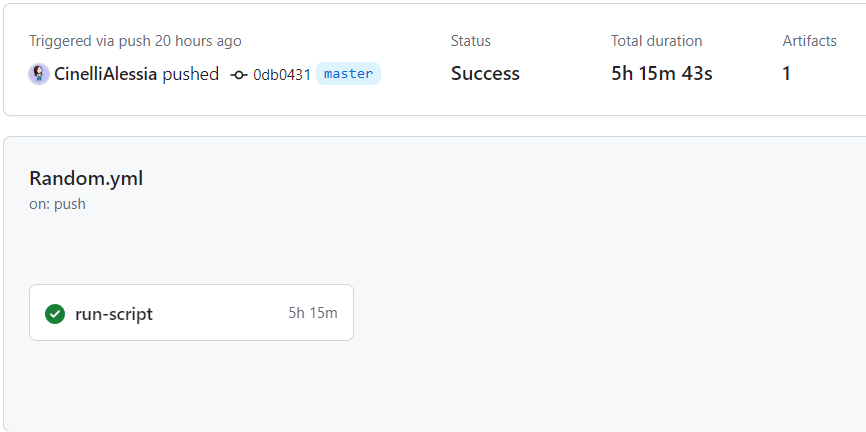 Triggered via push 20 hours ago
CinelliAlessia pushed 0db0431 master
Status
Success
Total duration
5h 15m 43s
Artifacts
1
Random.yml
on: push
run-script 5h 15m